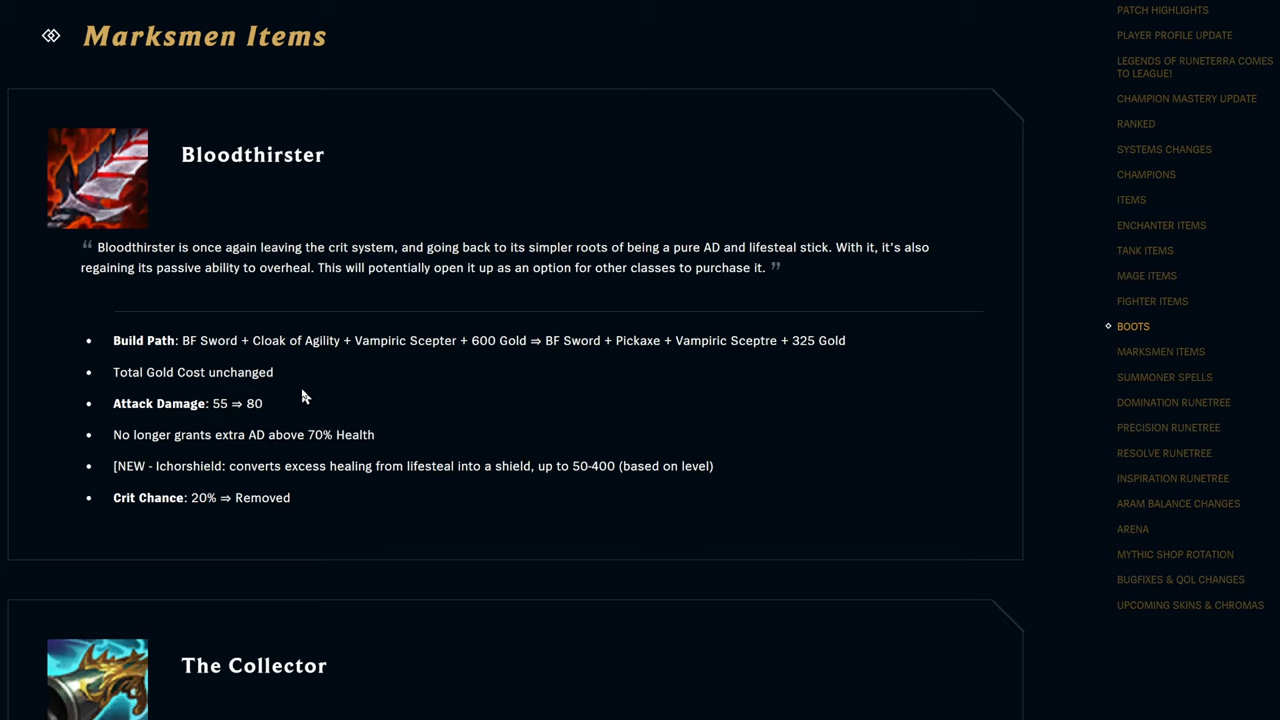 Marksmen Items
Bloodthirster
“ Bloodthirster is once again leaving the crit system, and going back to its simpler roots of being a pure AD and lifesteal stick. With it, it's also
regaining its passive ability to overheal. This will potentially open it up as an option for other classes to purchase it. ”
• Build Path: BF Sword + Cloak of Agility + Vampiric Scepter + 600 Gold ⇒ BF Sword + Pickaxe + Vampiric Sceptre + 325 Gold
• Total Gold Cost unchanged
• Attack Damage: 55 ⇒ 80
• No longer grants extra AD above 70% Health
• [NEW - Ichorshield: converts excess healing from lifesteal into a shield, up to 50-400 (based on level)
• Crit Chance: 20% ⇒ Removed
The Collector
PATCH HIGHLIGHTS
PLAYER PROFILE UPDATE
LEGENDS OF RUNETERRA COMES
TO LEAGUE!
CHAMPION MASTERY UPDATE
RANKED
SYSTEMS CHANGES
CHAMPIONS
ITEMS
ENCHANTER ITEMS
TANK ITEMS
MAGE ITEMS
FIGHTER ITEMS
BOOTS
MARKSMEN ITEMS
SUMMONER SPELLS
DOMINATION RUNETREE
PRECISION RUNETREE
RESOLVE RUNETREE
INSPIRATION RUNETREE
ARAM BALANCE CHANGES
ARENA
MYTHIC SHOP ROTATION
BUGFIXES & QOL CHANGES
UPCOMING SKINS & CHROMAS